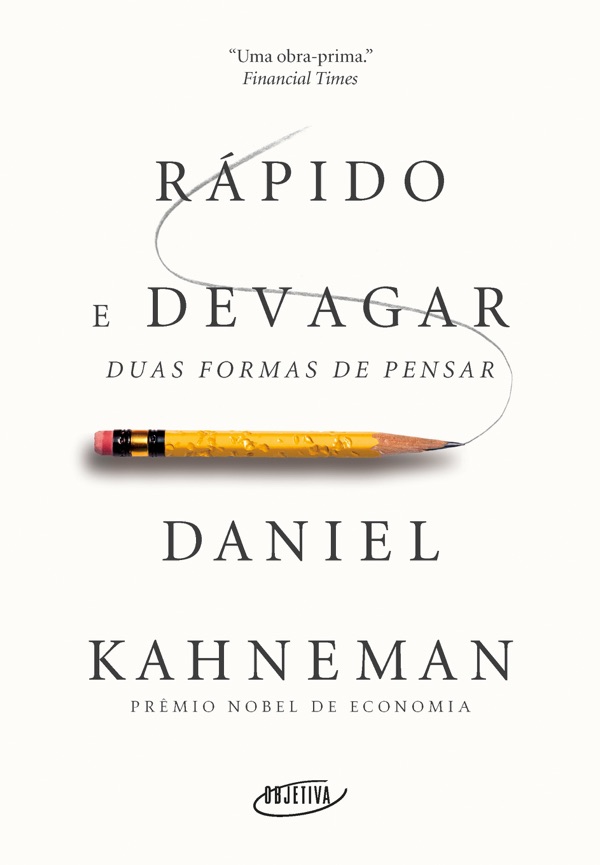 “Uma obra-prima.”
Financial Times
RÁPIDO
E DEVAGAR
DUAS FORMAS DE PENSAR
DANIEL
KAHNEMAN
PRÊMIO NOBEL DE ECONOMIA
OBJETIVA